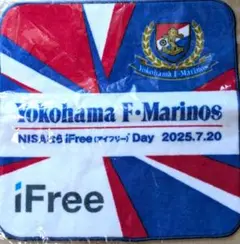 Yokohama F·Marinos
Yokohama F·Marinos
NISAなら iFree(アイフリー) Day 2025.7.20
iFree